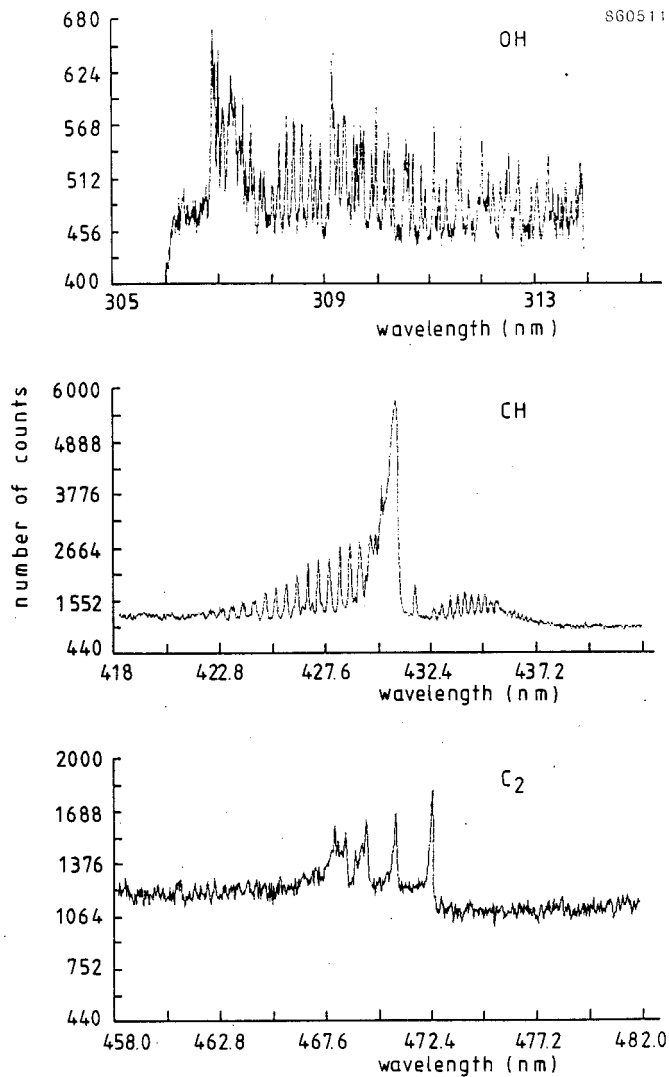 S60511
680
OH
624
568
512
456
400
305 309 313
wavelength (nm)
number of counts
6000
CH
4888
3776
2664
1552
440
418 422.8 427.6 432.4 437.2
wavelength (nm)
2000
C2
1688
1376
1064
752
440
458.0 462.8 467.6 472.4 477.2 482.0
wavelength (nm)